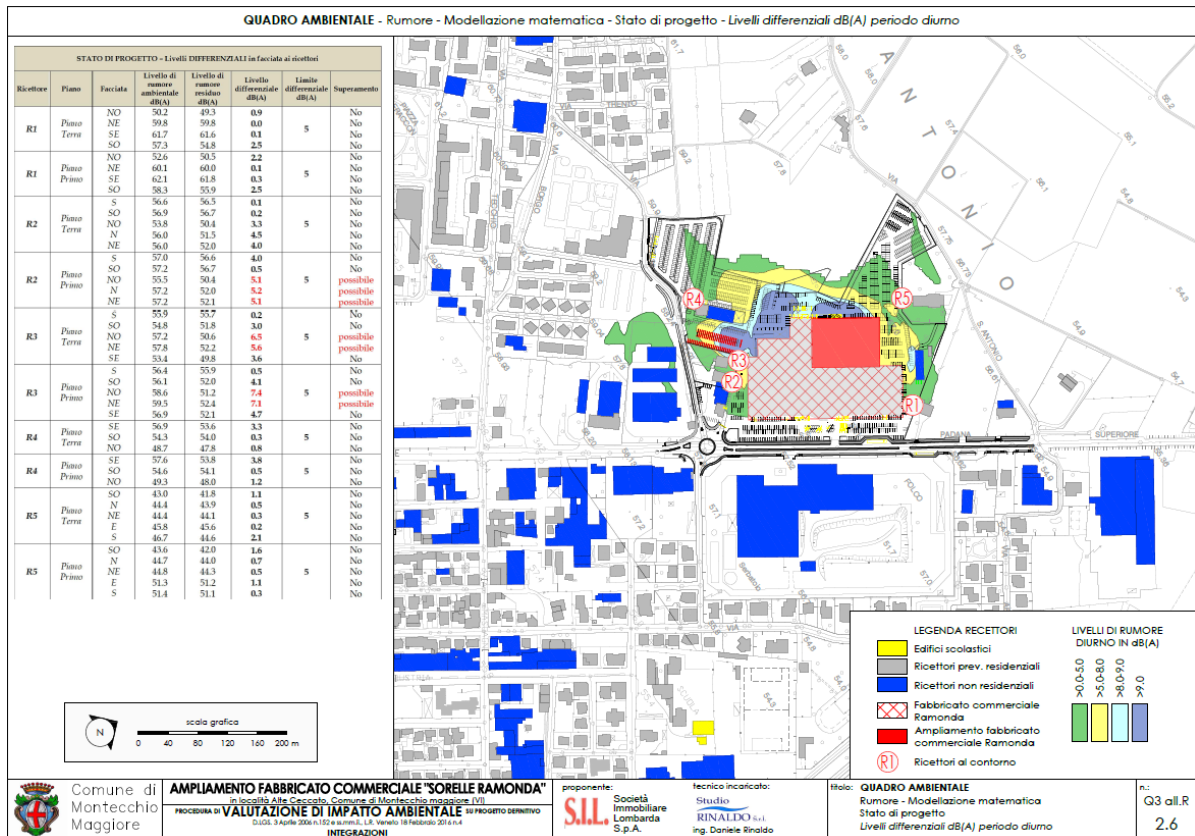 QUADRO AMBIENTALE - Rumore - Modellazione matematica - Stato di progetto - Livelli differenziali dB(A) periodo diurno
STATO DI PROGETTO – Livelli DIFFERENZIALI in facciata ai ricettori
Ricettore Piano Facciata Livello di rumore ambientale dB(A) Livello di rumore residuo dB(A) Livello differenziale dB(A) Limite differenziale dB(A) Superamento
R1 Piano Terra 5
NO 50.2 49.3 0.9 No
NE 59.8 59.8 0.0 No
SE 61.7 61.6 0.1 No
SO 57.3 54.8 2.5 No
R1 Piano Primo 5
NO 52.6 50.5 2.2 No
NE 60.1 60.0 0.1 No
SE 62.1 61.8 0.3 No
SO 58.3 55.9 2.5 No
R2 Piano Terra 5
S 56.6 56.5 0.1 No
SO 56.9 56.7 0.2 No
NO 53.8 50.4 3.3 No
N 56.0 51.5 4.5 No
NE 56.0 52.0 4.0 No
R2 Piano Primo 5
S 57.0 56.6 4.0 No
SO 57.2 56.7 0.5 No
NO 55.5 50.4 5.1 possibile
N 57.2 52.0 5.2 possibile
NE 57.2 52.1 5.1 possibile
R3 Piano Terra 5
S 55.9 55.7 0.2 No
SO 54.8 51.8 3.0 No
NO 57.2 50.6 6.5 possibile
NE 57.8 52.2 5.6 possibile
SE 53.4 49.8 3.6 No
R3 Piano Primo 5
S 56.4 55.9 0.5 No
SO 56.1 52.0 4.1 No
NO 58.6 51.2 7.4 possibile
NE 59.5 52.4 7.1 possibile
SE 56.9 52.1 4.7 No
R4 Piano Terra 5
SE 56.9 53.6 3.3 No
SO 54.3 54.0 0.3 No
NO 48.7 47.8 0.8 No
R4 Piano Primo 5
SE 57.6 53.8 3.8 No
SO 54.6 54.1 0.5 No
NO 49.3 48.0 1.2 No
R5 Piano Terra 5
SO 43.0 41.8 1.1 No
N 44.4 43.9 0.5 No
NE 44.4 44.1 0.3 No
E 45.8 45.6 0.2 No
S 46.7 44.6 2.1 No
R5 Piano Primo 5
SO 43.6 42.0 1.6 No
N 44.7 44.0 0.7 No
NE 44.8 44.3 0.5 No
E 51.3 51.2 1.1 No
S 51.4 51.1 0.3 No
N
scala grafica
0 40 80 120 160 200 m
VIA TRENTO
BORGO
VIA
ANTONIO
S. ANTONIO
R4
R5
R3
R2
R1
PADANA SUPERIORE
FOLCO
Serbatoio
VIA
LEGENDA RECETTORI
Edifici scolastici
Ricettori prev. residenziali
Ricettori non residenziali
Fabbricato commerciale
Ramonda
Ampliamento fabbricato
commerciale Ramonda
R1 Ricettori al contorno
LIVELLI DI RUMORE
DIURNO IN dB(A)
>0.0-5.0
>5.0-8.0
>8.0-9.0
>9.0
Comune di
Montecchio
Maggiore
AMPLIAMENTO FABBRICATO COMMERCIALE "SORELLE RAMONDA"
in località Alte Ceccato, Comune di Montecchio maggiore (VI)
PROCEDURA DI VALUTAZIONE DI IMPATTO AMBIENTALE SU PROGETTO DEFINITIVO
D.LGS. 3 Aprile 2006 n.152 e ss.mm.ii., L.R. Veneto 18 Febbraio 2016 n.4
INTEGRAZIONI
proponente:
S.I.L. Società
Immobiliare
Lombarda
S.p.A.
tecnico incaricato:
Studio
RINALDO S.r.l.
ing. Daniele Rinaldo
titolo: QUADRO AMBIENTALE
Rumore - Modellazione matematica
Stato di progetto
Livelli differenziali dB(A) periodo diurno
n.:
Q3 all.R
2.6